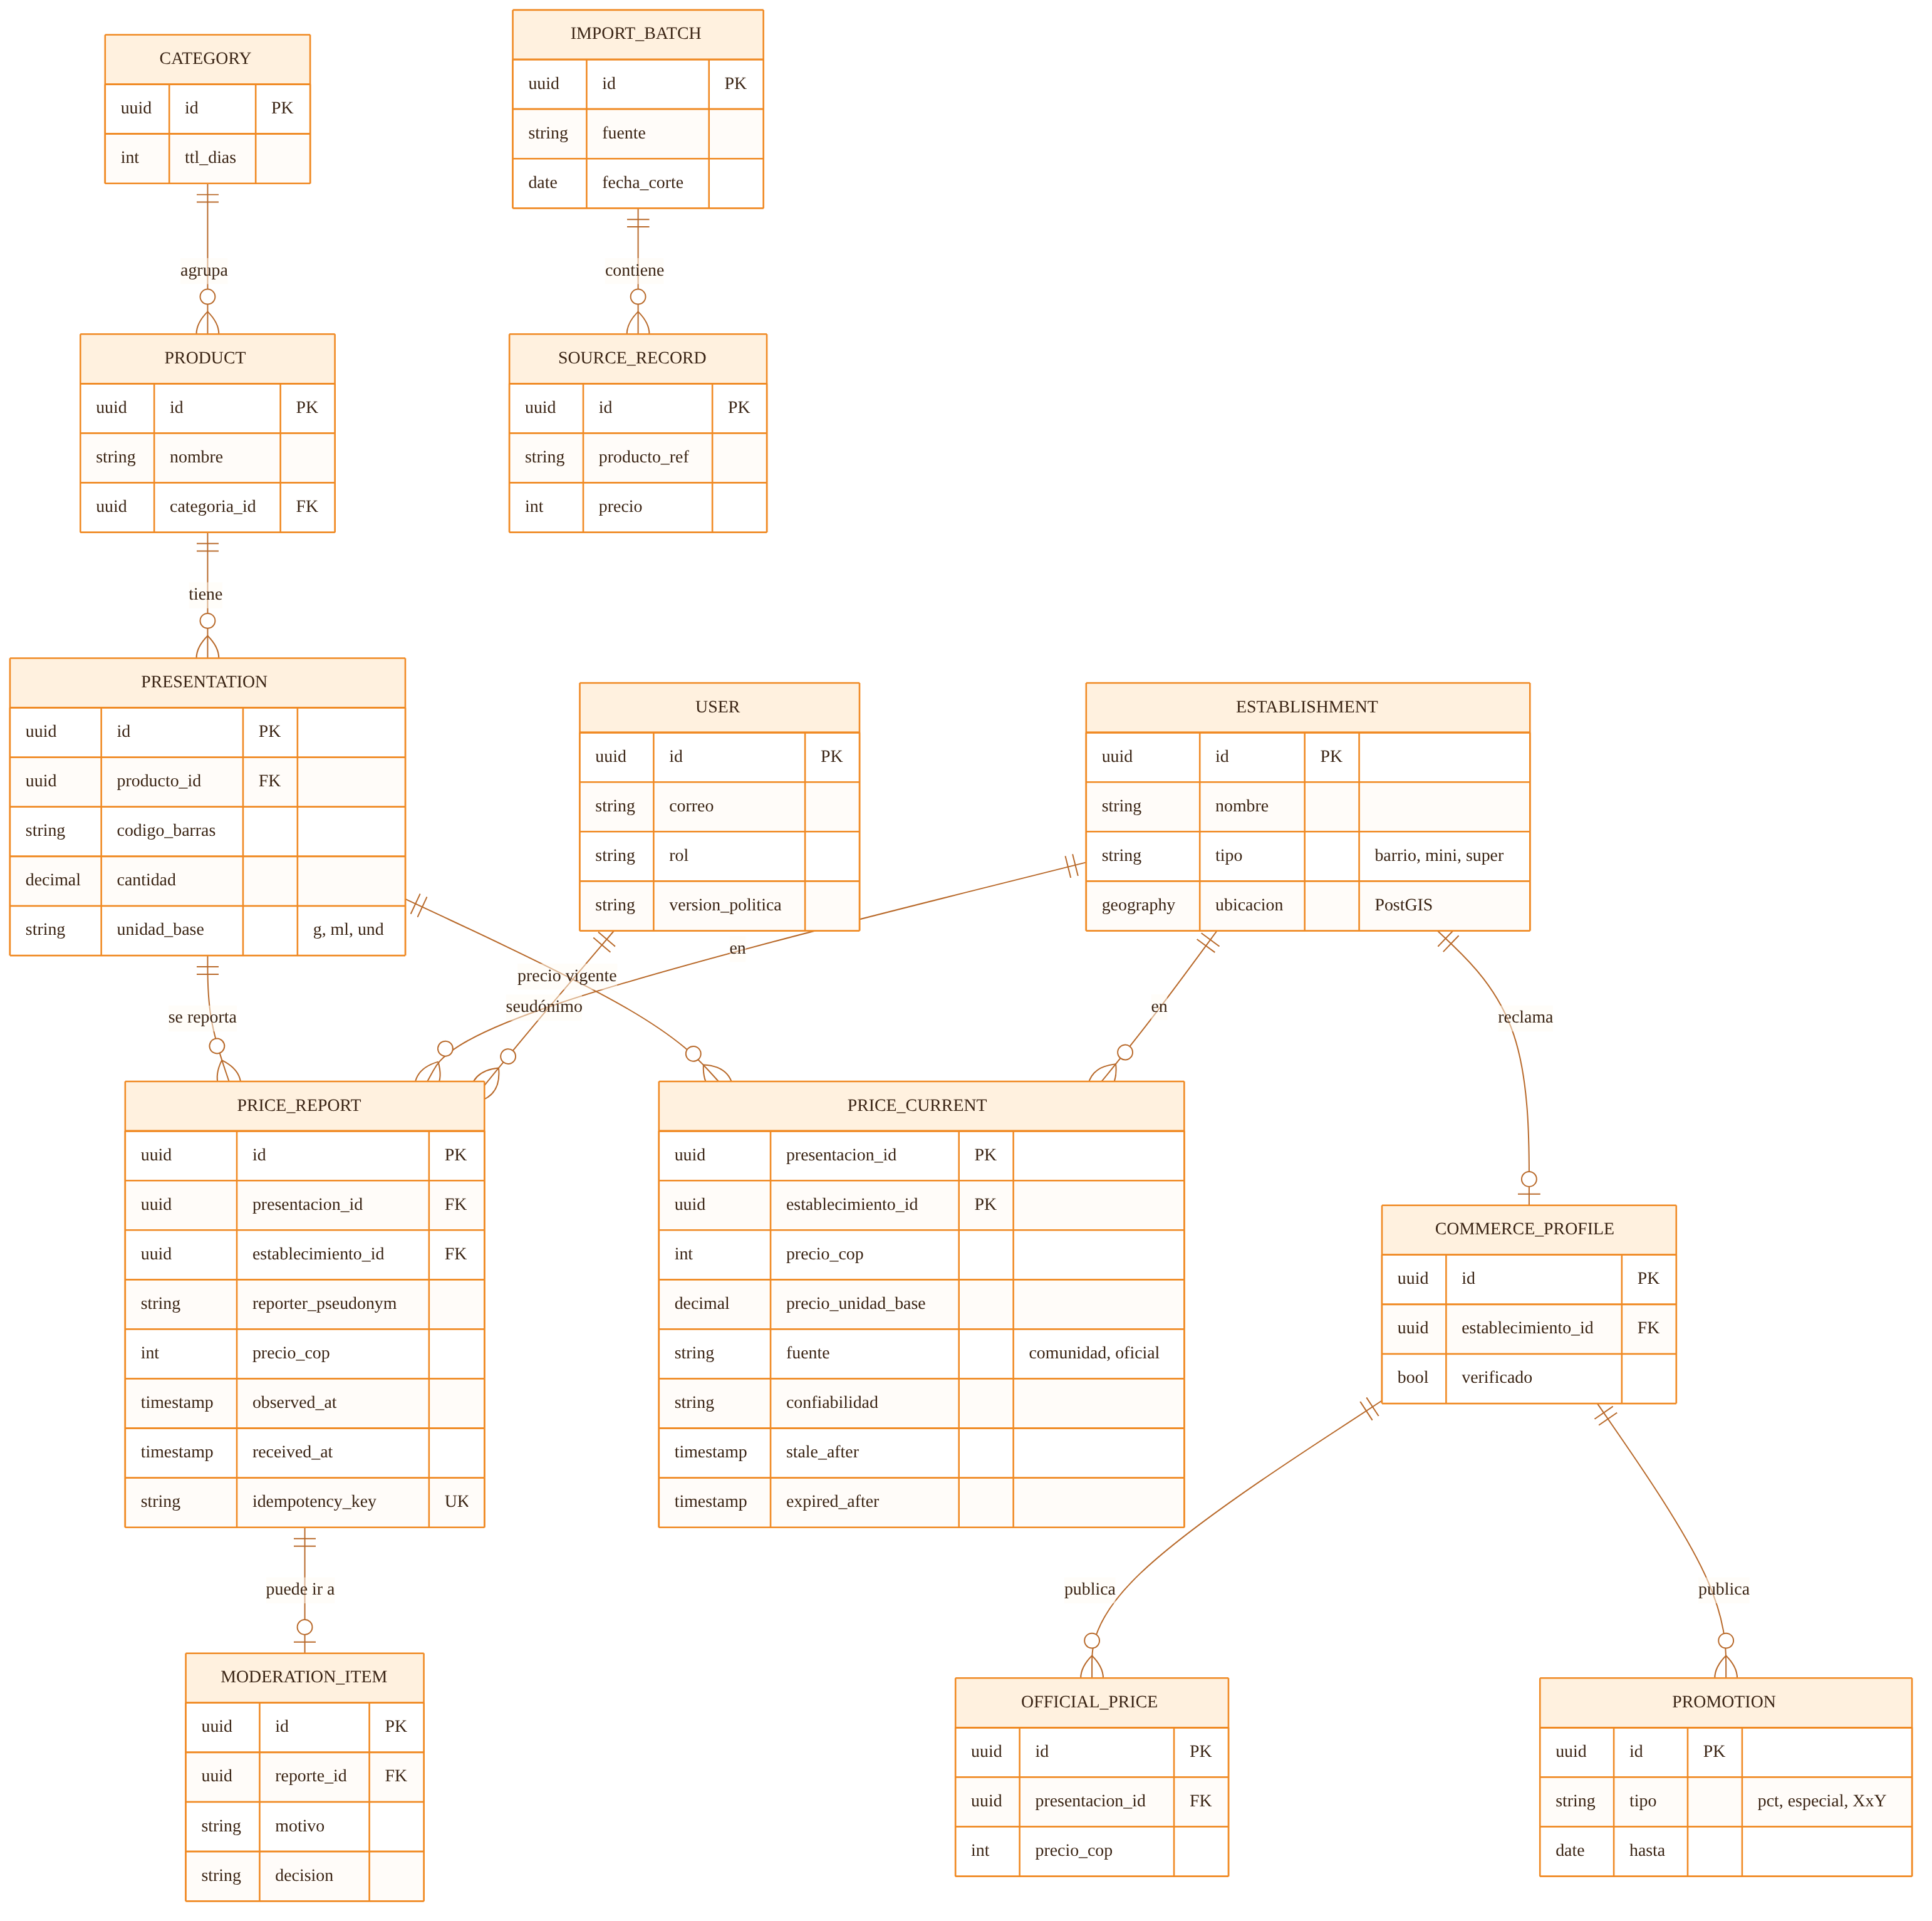 CATEGORY
uuid id PK
int ttl_dias
IMPORT_BATCH
uuid id PK
string fuente
date fecha_corte
agrupa
contiene
PRODUCT
uuid id PK
string nombre
uuid categoria_id FK
SOURCE_RECORD
uuid id PK
string producto_ref
int precio
tiene
PRESENTATION
uuid id PK
uuid producto_id FK
string codigo_barras
decimal cantidad
string unidad_base g, ml, und
USER
uuid id PK
string correo
string rol
string version_politica
ESTABLISHMENT
uuid id PK
string nombre
string tipo barrio, mini, super
geography ubicacion PostGIS
en
precio vigente
seudónimo
en
se reporta
reclama
PRICE_REPORT
uuid id PK
uuid presentacion_id FK
uuid establecimiento_id FK
string reporter_pseudonym
int precio_cop
timestamp observed_at
timestamp received_at
string idempotency_key UK
PRICE_CURRENT
uuid presentacion_id PK
uuid establecimiento_id PK
int precio_cop
decimal precio_unidad_base
string fuente comunidad, oficial
string confiabilidad
timestamp stale_after
timestamp expired_after
COMMERCE_PROFILE
uuid id PK
uuid establecimiento_id FK
bool verificado
puede ir a
publica
publica
MODERATION_ITEM
uuid id PK
uuid reporte_id FK
string motivo
string decision
OFFICIAL_PRICE
uuid id PK
uuid presentacion_id FK
int precio_cop
PROMOTION
uuid id PK
string tipo pct, especial, XxY
date hasta